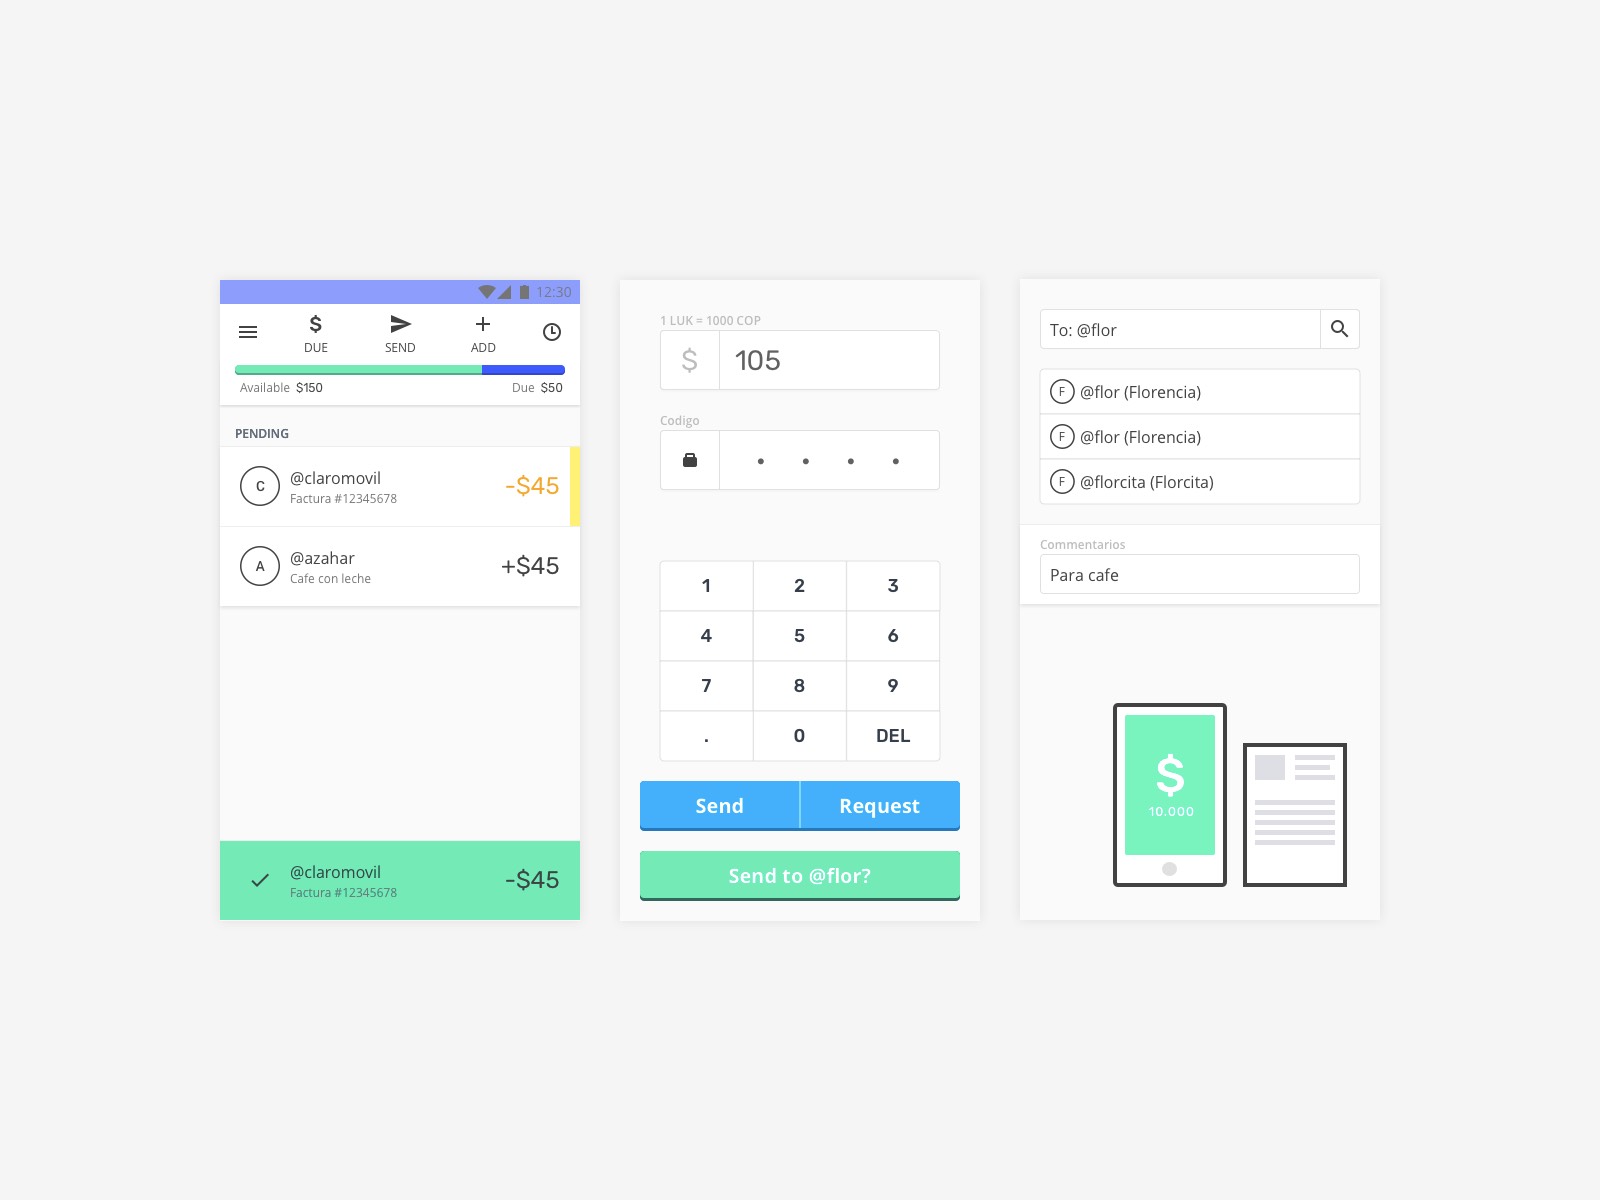 12:30
$
DUE
SEND
ADD
Available $150
Due $50
PENDING
C
@claromovil
Factura #12345678
-$45
A
@azahar
Cafe con leche
+$45
@claromovil
Factura #12345678
-$45
1 LUK = 1000 COP
$
105
Codigo
1 2 3
4 5 6
7 8 9
. 0 DEL
Send
Request
Send to @flor?
To: @flor
F @flor (Florencia)
F @flor (Florencia)
F @florcita (Florcita)
Commentarios
Para cafe
$
10.000